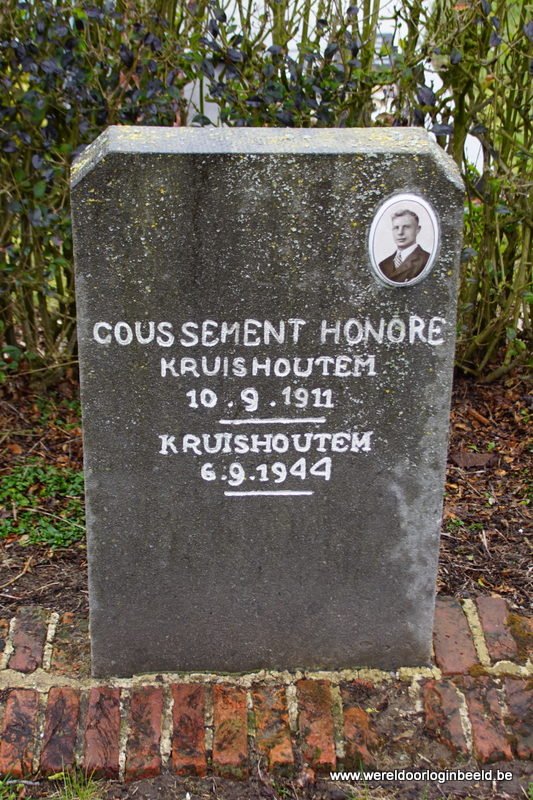 COUSSEMENT HONORE
KRUISHOUTEM
10.9.1911
KRUISHOUTEM
6.9.1944
www.wereldoorloginbeeld.be